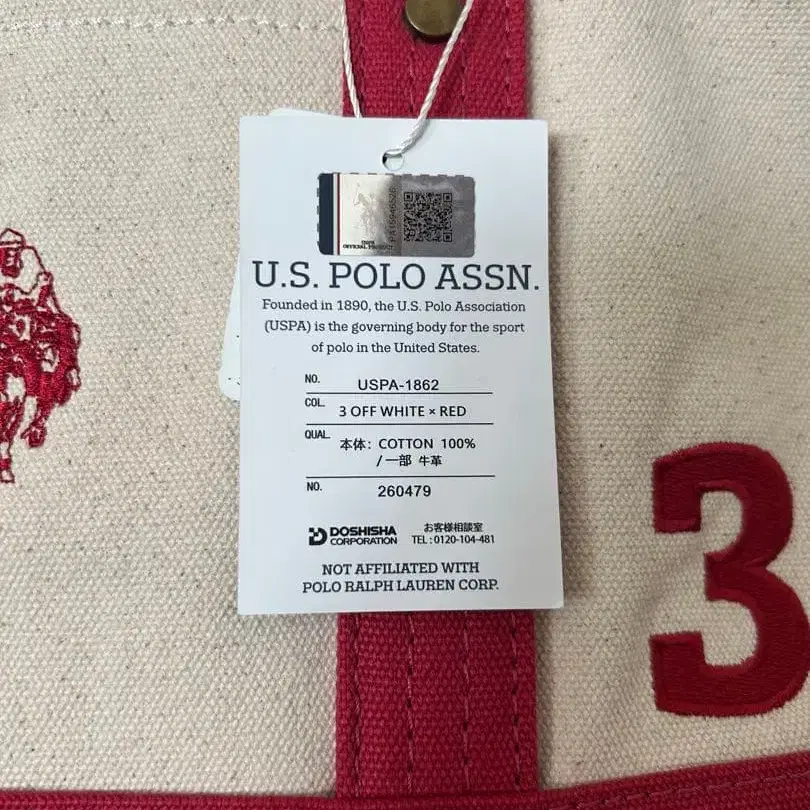 OFFICIAL PRODUCT
U.S. POLO ASSN.
Founded in 1890, the U.S. Polo Association
(USPA) is the governing body for the sport
of polo in the United States.
NO. USPA-1862
COL. 3 OFF WHITE × RED
QUAL. 本体: COTTON 100%
/一部 牛革
NO. 260479
DOSHISHA
CORPORATION
お客様相談室
TEL : 0120-104-481
NOT AFFILIATED WITH
POLO RALPH LAUREN CORP.
3